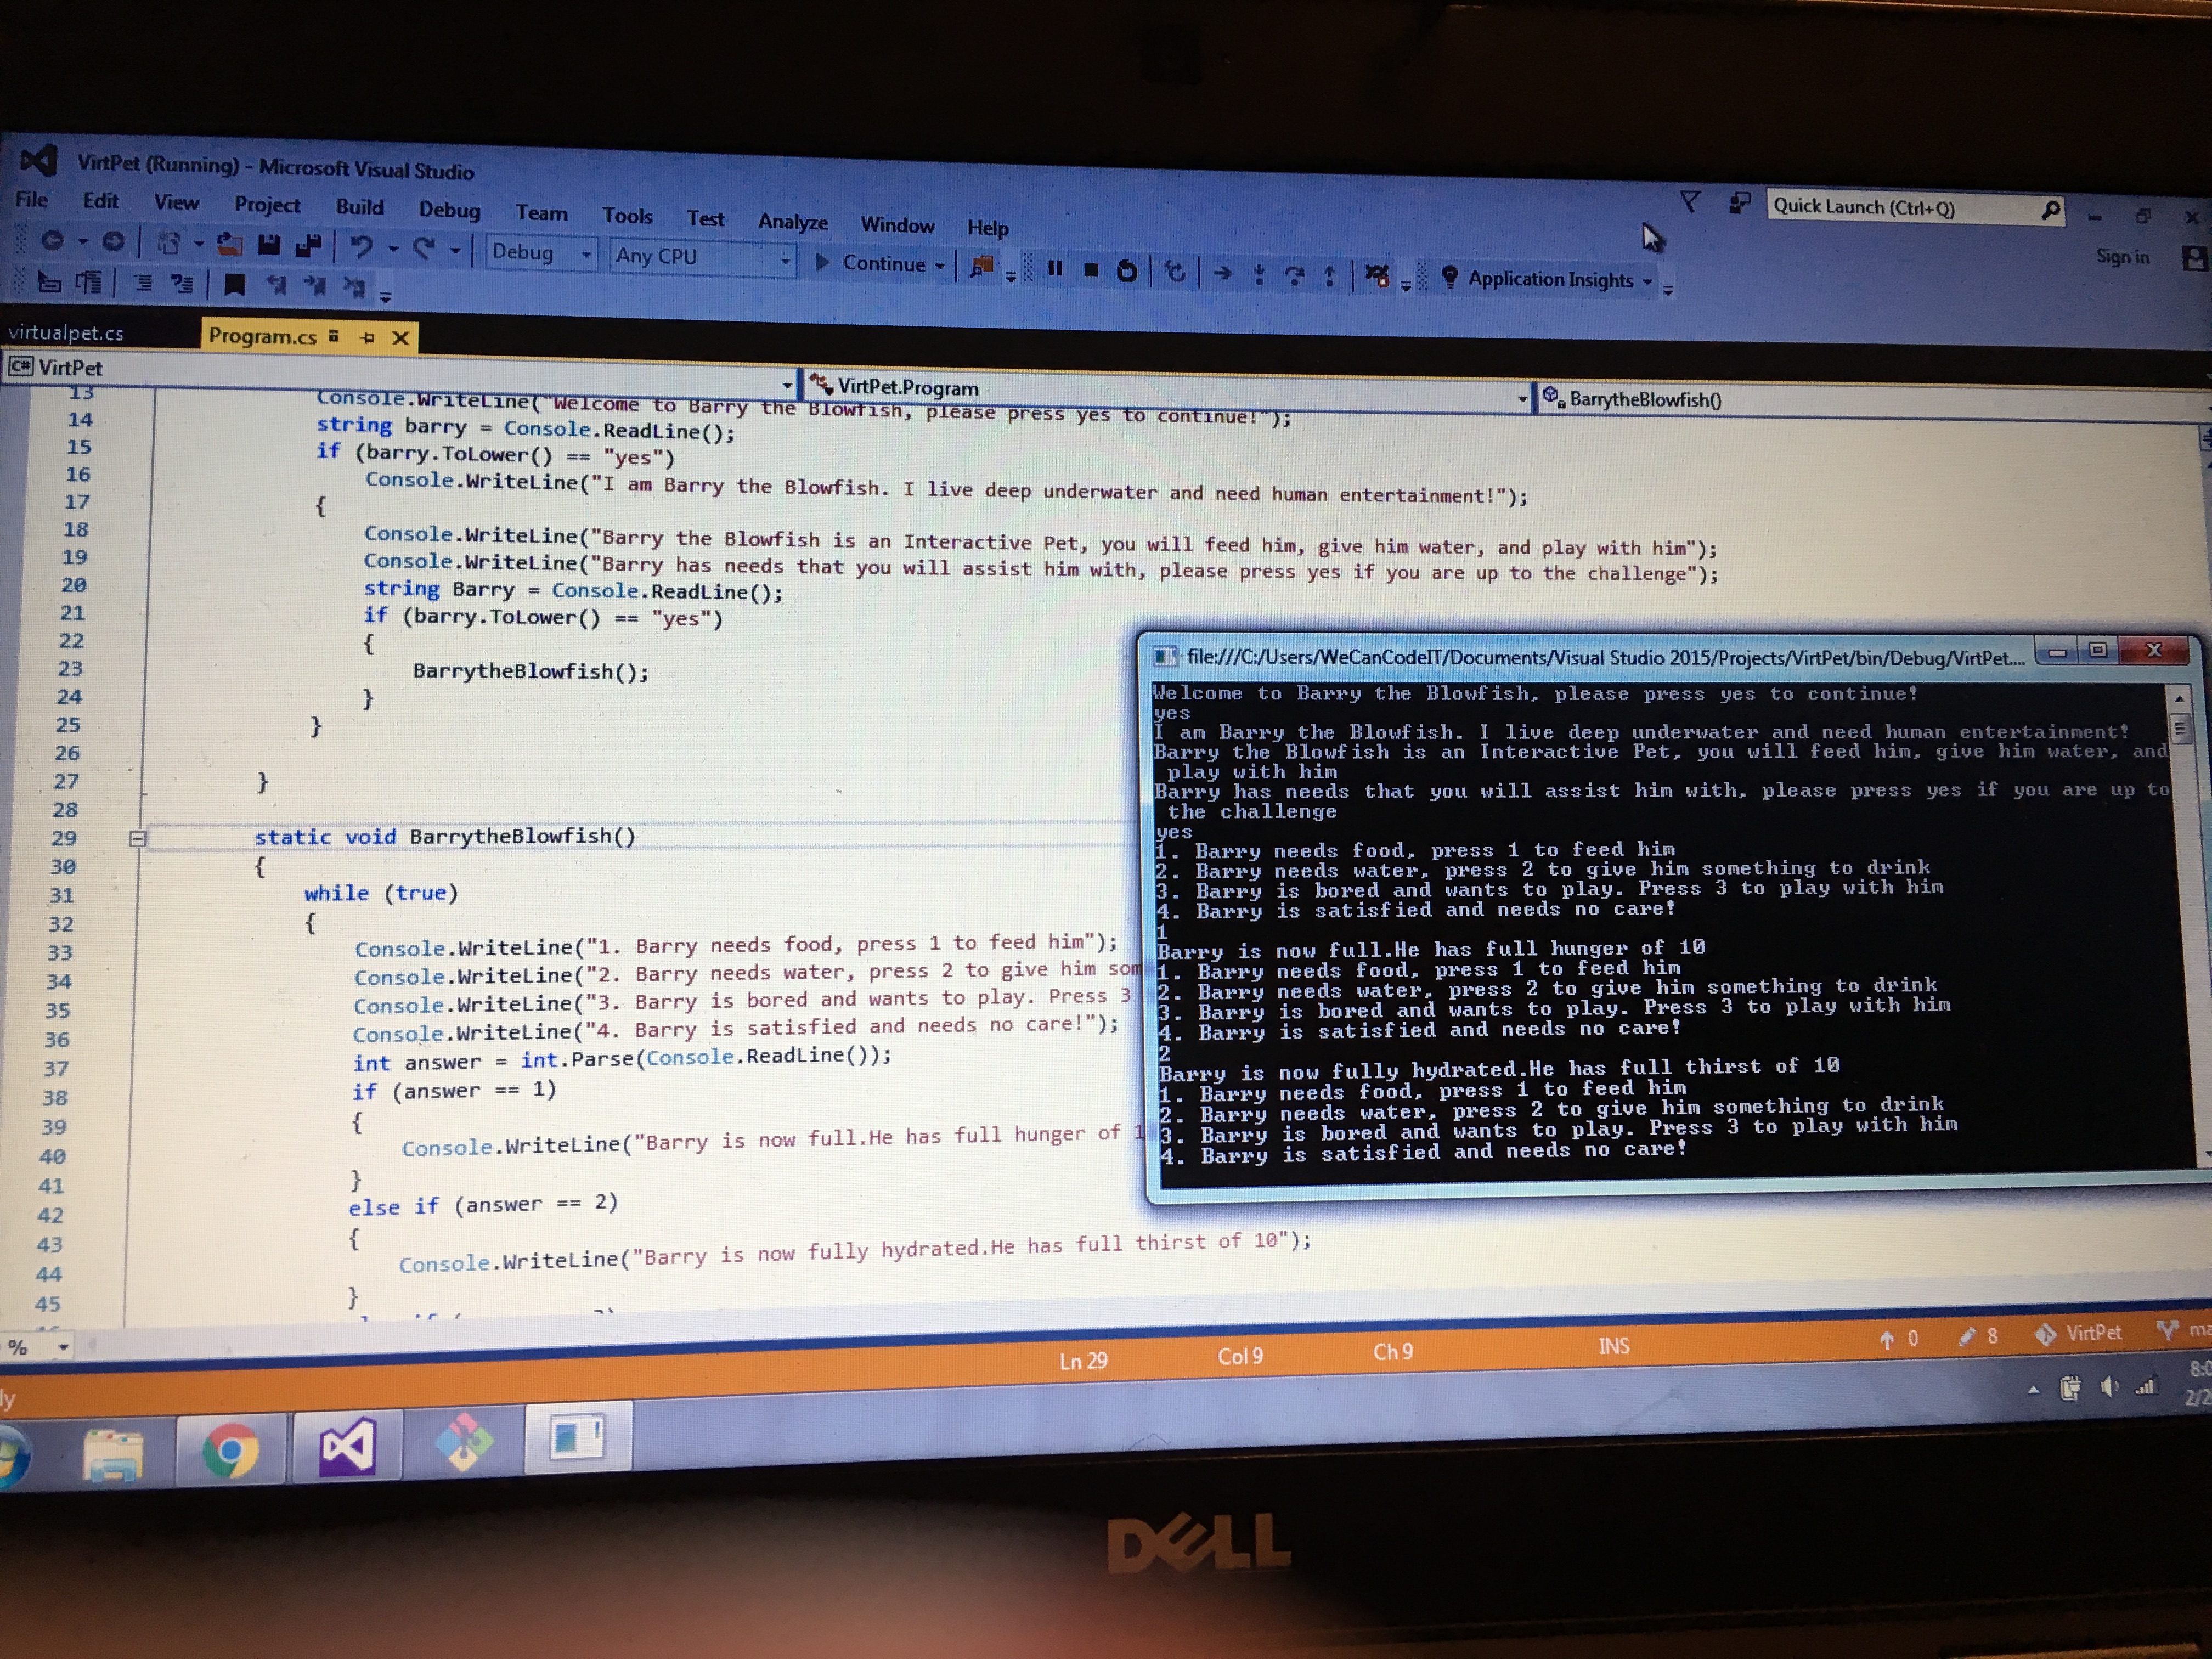 VirtPet (Running) - Microsoft Visual Studio
Quick Launch (Ctrl+Q)
File Edit View Project Build Debug Team Tools Test Analyze Window Help
Sign in
Debug Any CPU Continue Application Insights
virtualpet.cs Program.cs
C# VirtPet VirtPet.Program BarrytheBlowfish()
13 Console.WriteLine("Welcome to Barry the Blowfish, please press yes to continue!");
14 string barry = Console.ReadLine();
15 if (barry.ToLower() == "yes")
16 Console.WriteLine("I am Barry the Blowfish. I live deep underwater and need human entertainment!");
17 {
18 Console.WriteLine("Barry the Blowfish is an Interactive Pet, you will feed him, give him water, and play with him");
19 Console.WriteLine("Barry has needs that you will assist him with, please press yes if you are up to the challenge");
20 string Barry = Console.ReadLine();
21 if (barry.ToLower() == "yes")
22 {
23 BarrytheBlowfish();
24 }
25 }
26
27 }
28
29 static void BarrytheBlowfish()
30 {
31 while (true)
32 {
33 Console.WriteLine("1. Barry needs food, press 1 to feed him");
34 Console.WriteLine("2. Barry needs water, press 2 to give him som
35 Console.WriteLine("3. Barry is bored and wants to play. Press 3
36 Console.WriteLine("4. Barry is satisfied and needs no care!");
37 int answer = int.Parse(Console.ReadLine());
38 if (answer == 1)
39 {
40 Console.WriteLine("Barry is now full.He has full hunger of 1
41 }
42 else if (answer == 2)
43 {
44 Console.WriteLine("Barry is now fully hydrated.He has full thirst of 10");
45 }
file:///C:/Users/WeCanCodeIT/Documents/Visual Studio 2015/Projects/VirtPet/bin/Debug/VirtPet....
Welcome to Barry the Blowfish, please press yes to continue!
yes
I am Barry the Blowfish. I live deep underwater and need human entertainment!
Barry the Blowfish is an Interactive Pet, you will feed him, give him water, and
play with him
Barry has needs that you will assist him with, please press yes if you are up to
the challenge
yes
1. Barry needs food, press 1 to feed him
2. Barry needs water, press 2 to give him something to drink
3. Barry is bored and wants to play. Press 3 to play with him
4. Barry is satisfied and needs no care!
1
Barry is now full.He has full hunger of 10
1. Barry needs food, press 1 to feed him
2. Barry needs water, press 2 to give him something to drink
3. Barry is bored and wants to play. Press 3 to play with him
4. Barry is satisfied and needs no care!
2
Barry is now fully hydrated.He has full thirst of 10
1. Barry needs food, press 1 to feed him
2. Barry needs water, press 2 to give him something to drink
3. Barry is bored and wants to play. Press 3 to play with him
4. Barry is satisfied and needs no care!
%
Ln 29 Col 9 Ch 9 INS 0 8 VirtPet ma
ly
8:0
2/2
DELL